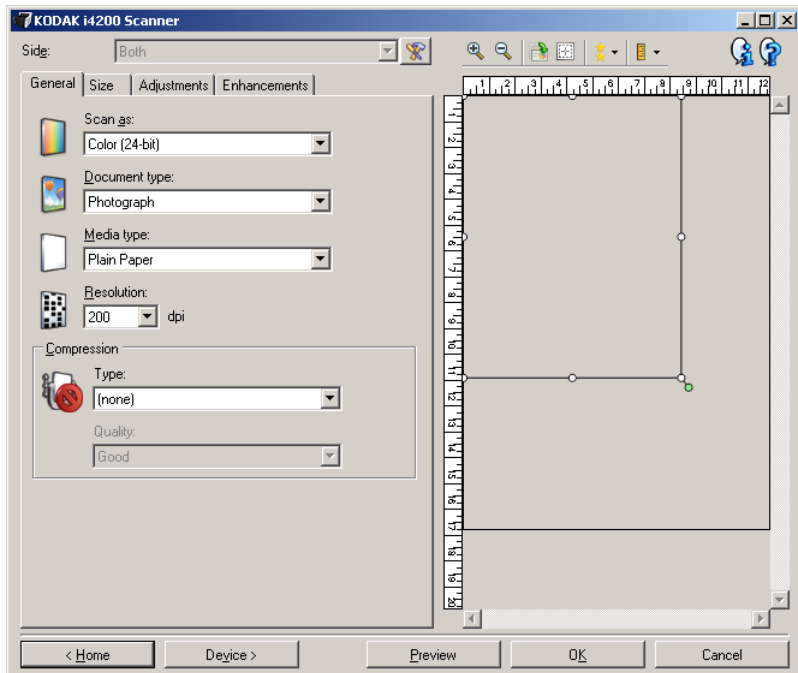 KODAK i4200 Scanner
Side: Both
General Size Adjustments Enhancements
Scan as:
Color (24-bit)
Document type:
Photograph
Media type:
Plain Paper
Resolution:
200 dpi
Compression
Type:
(none)
Quality:
Good
1 2 3 4 5 6 7 8 9 10 11 12
1 2 3 4 5 6 7 8 9 10 11 12 13 14 15 16 17 18 19 20
< Home Device > Preview OK Cancel